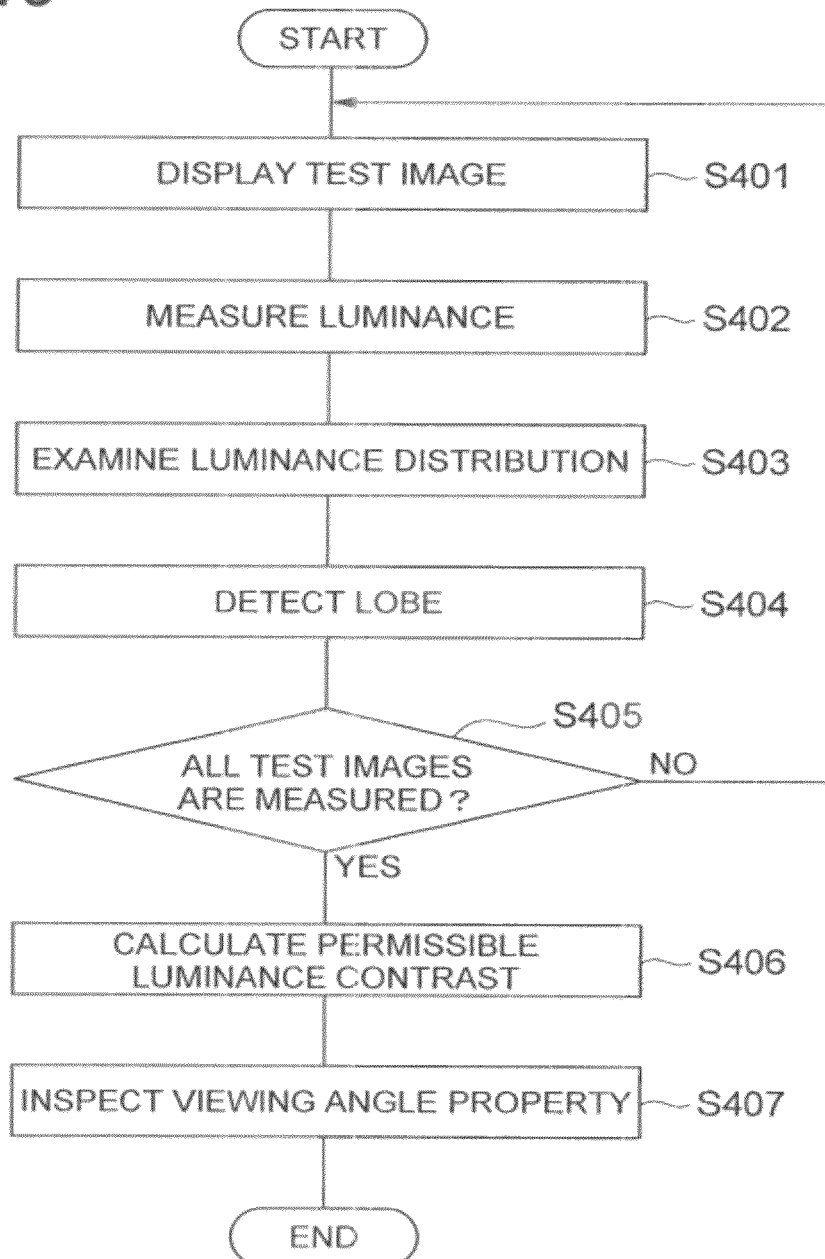 START
DISPLAY TEST IMAGE
S401
MEASURE LUMINANCE
S402
EXAMINE LUMINANCE DISTRIBUTION
S403
DETECT LOBE
S404
S405
ALL TEST IMAGES
ARE MEASURED ?
NO
YES
CALCULATE PERMISSIBLE
LUMINANCE CONTRAST
S406
INSPECT VIEWING ANGLE PROPERTY
S407
END